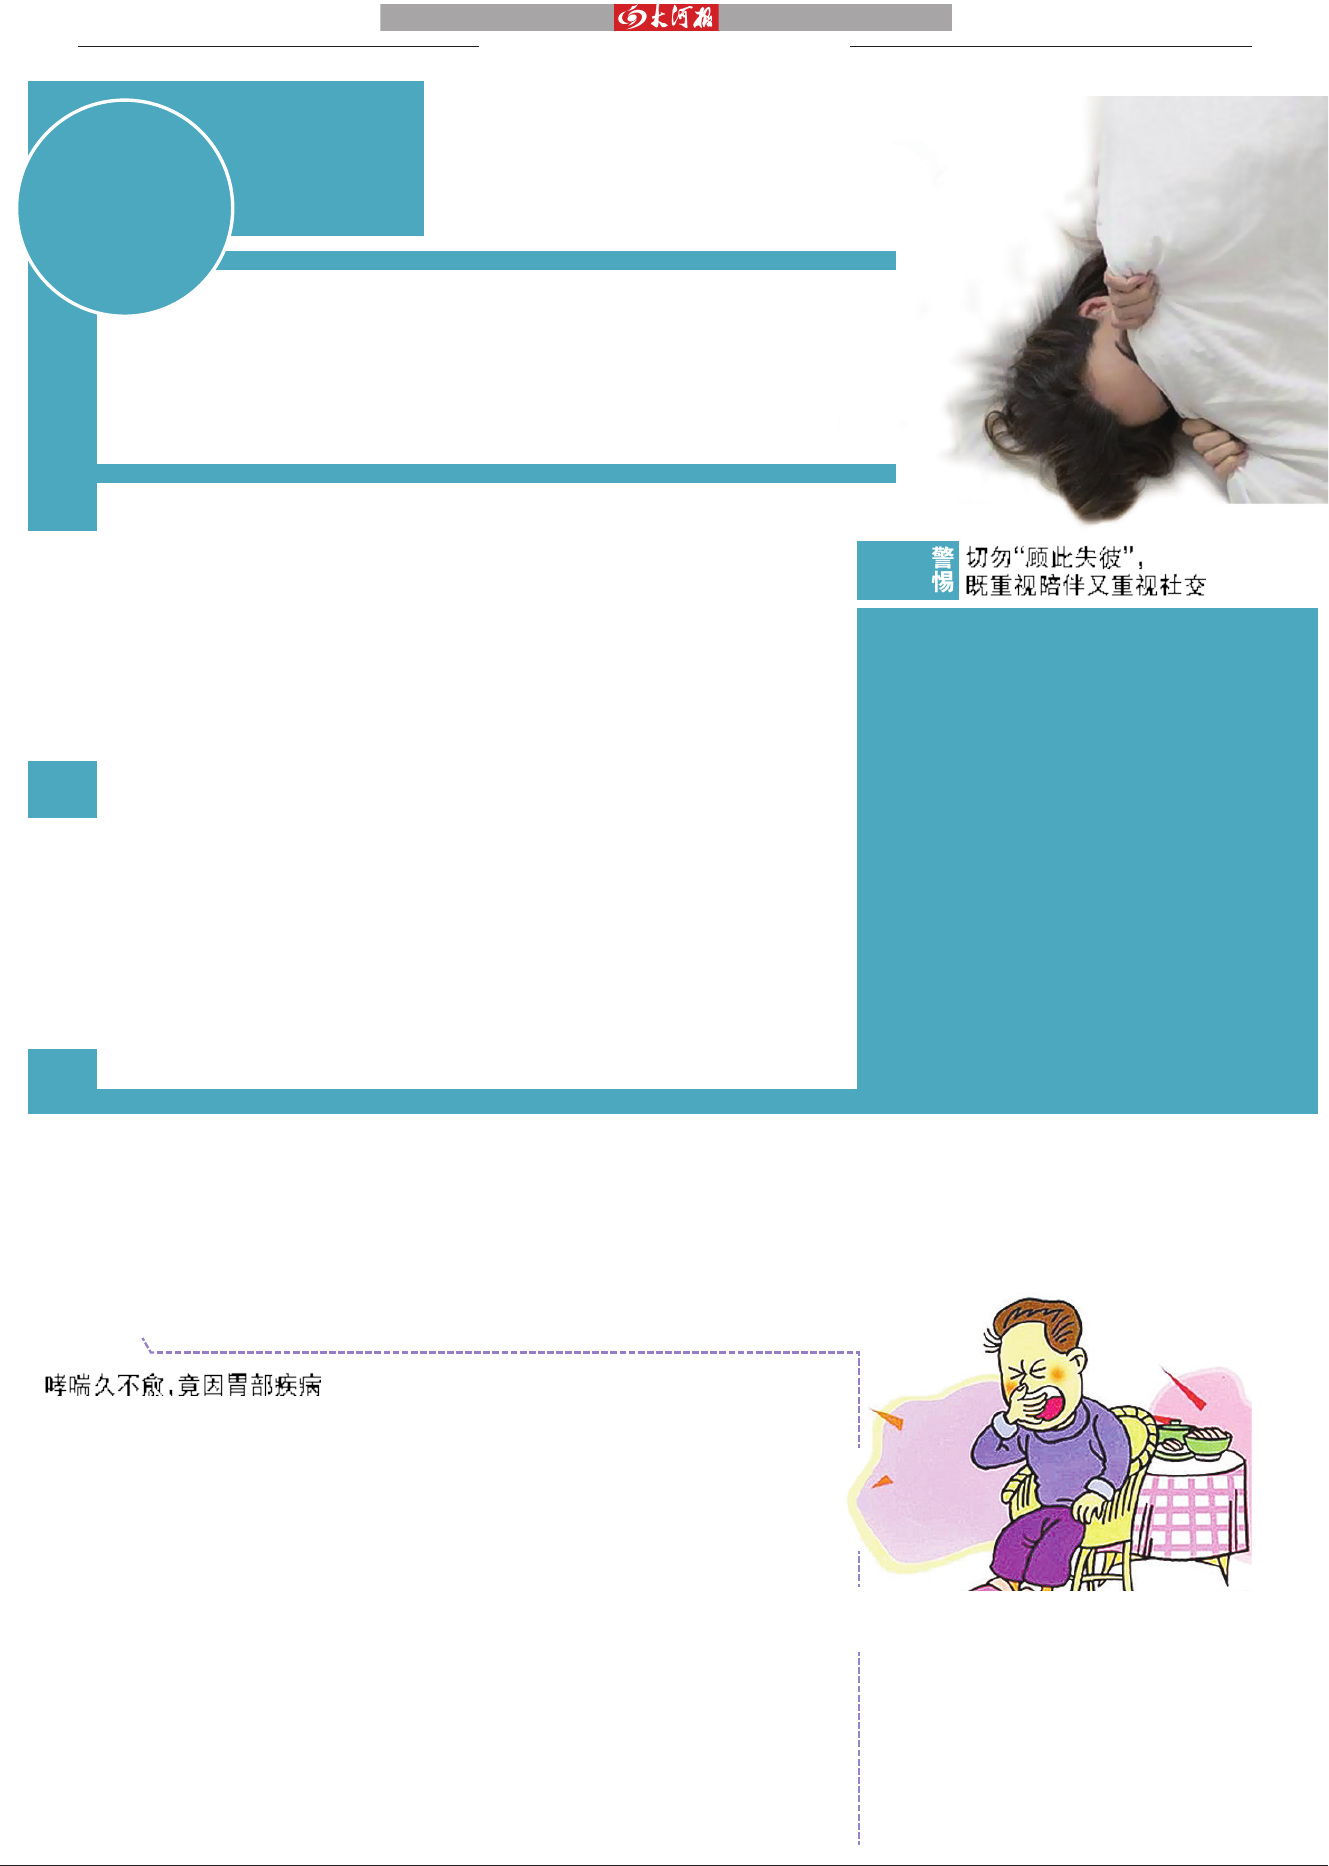 大河报
警惕
切勿“顾此失彼”，
既重视陪伴又重视社交
哮喘久不愈，竟因胃部疾病